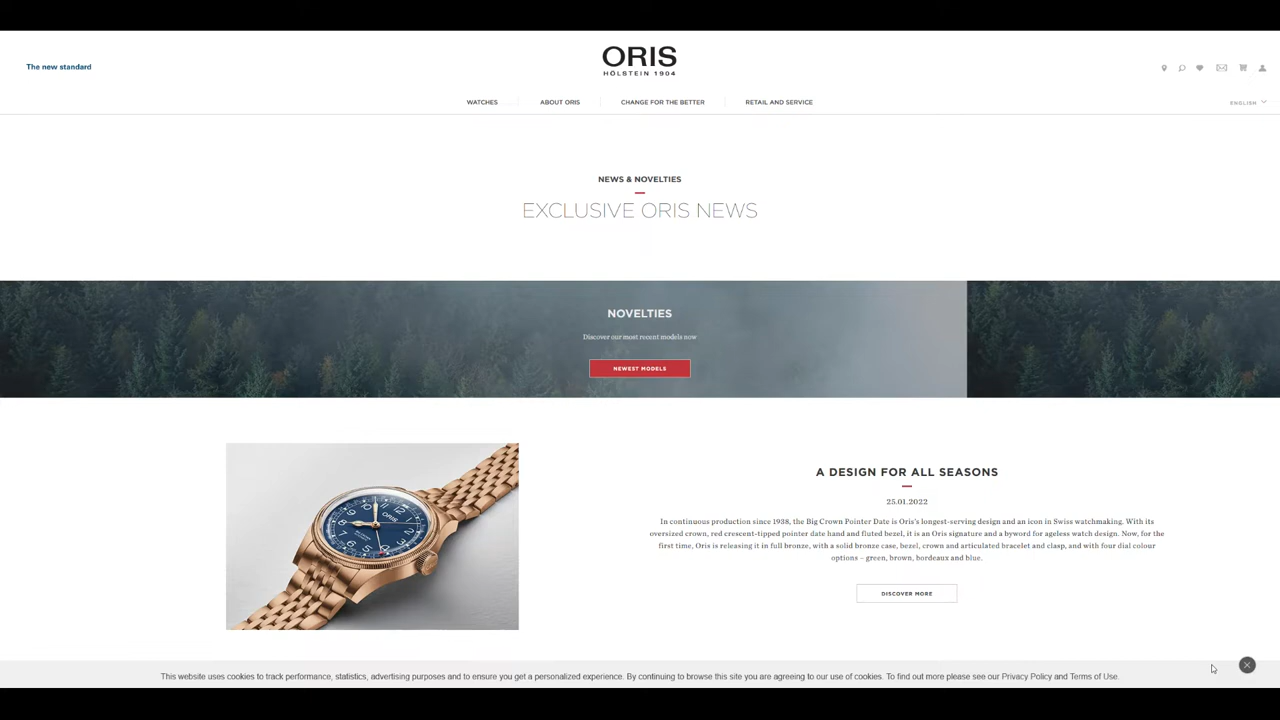 The new standard
ORIS
HÖLSTEIN 1904
WATCHES
ABOUT ORIS
CHANGE FOR THE BETTER
RETAIL AND SERVICE
ENGLISH
NEWS & NOVELTIES
EXCLUSIVE ORIS NEWS
NOVELTIES
Discover our most recent models now
NEWEST MODELS
ORIS
A DESIGN FOR ALL SEASONS
25.01.2022
In continuous production since 1938, the Big Crown Pointer Date is Oris's longest-serving design and an icon in Swiss watchmaking. With its
oversized crown, red crescent-tipped pointer date hand and fluted bezel, it is an Oris signature and a byword for ageless watch design. Now, for the
first time, Oris is releasing it in full bronze, with a solid bronze case, bezel, crown and articulated bracelet and clasp, and with four dial colour
options – green, brown, bordeaux and blue.
DISCOVER MORE
This website uses cookies to track performance, statistics, advertising purposes and to ensure you get a personalized experience. By continuing to browse this site you are agreeing to our use of cookies. To find out more please see our Privacy Policy and Terms of Use.